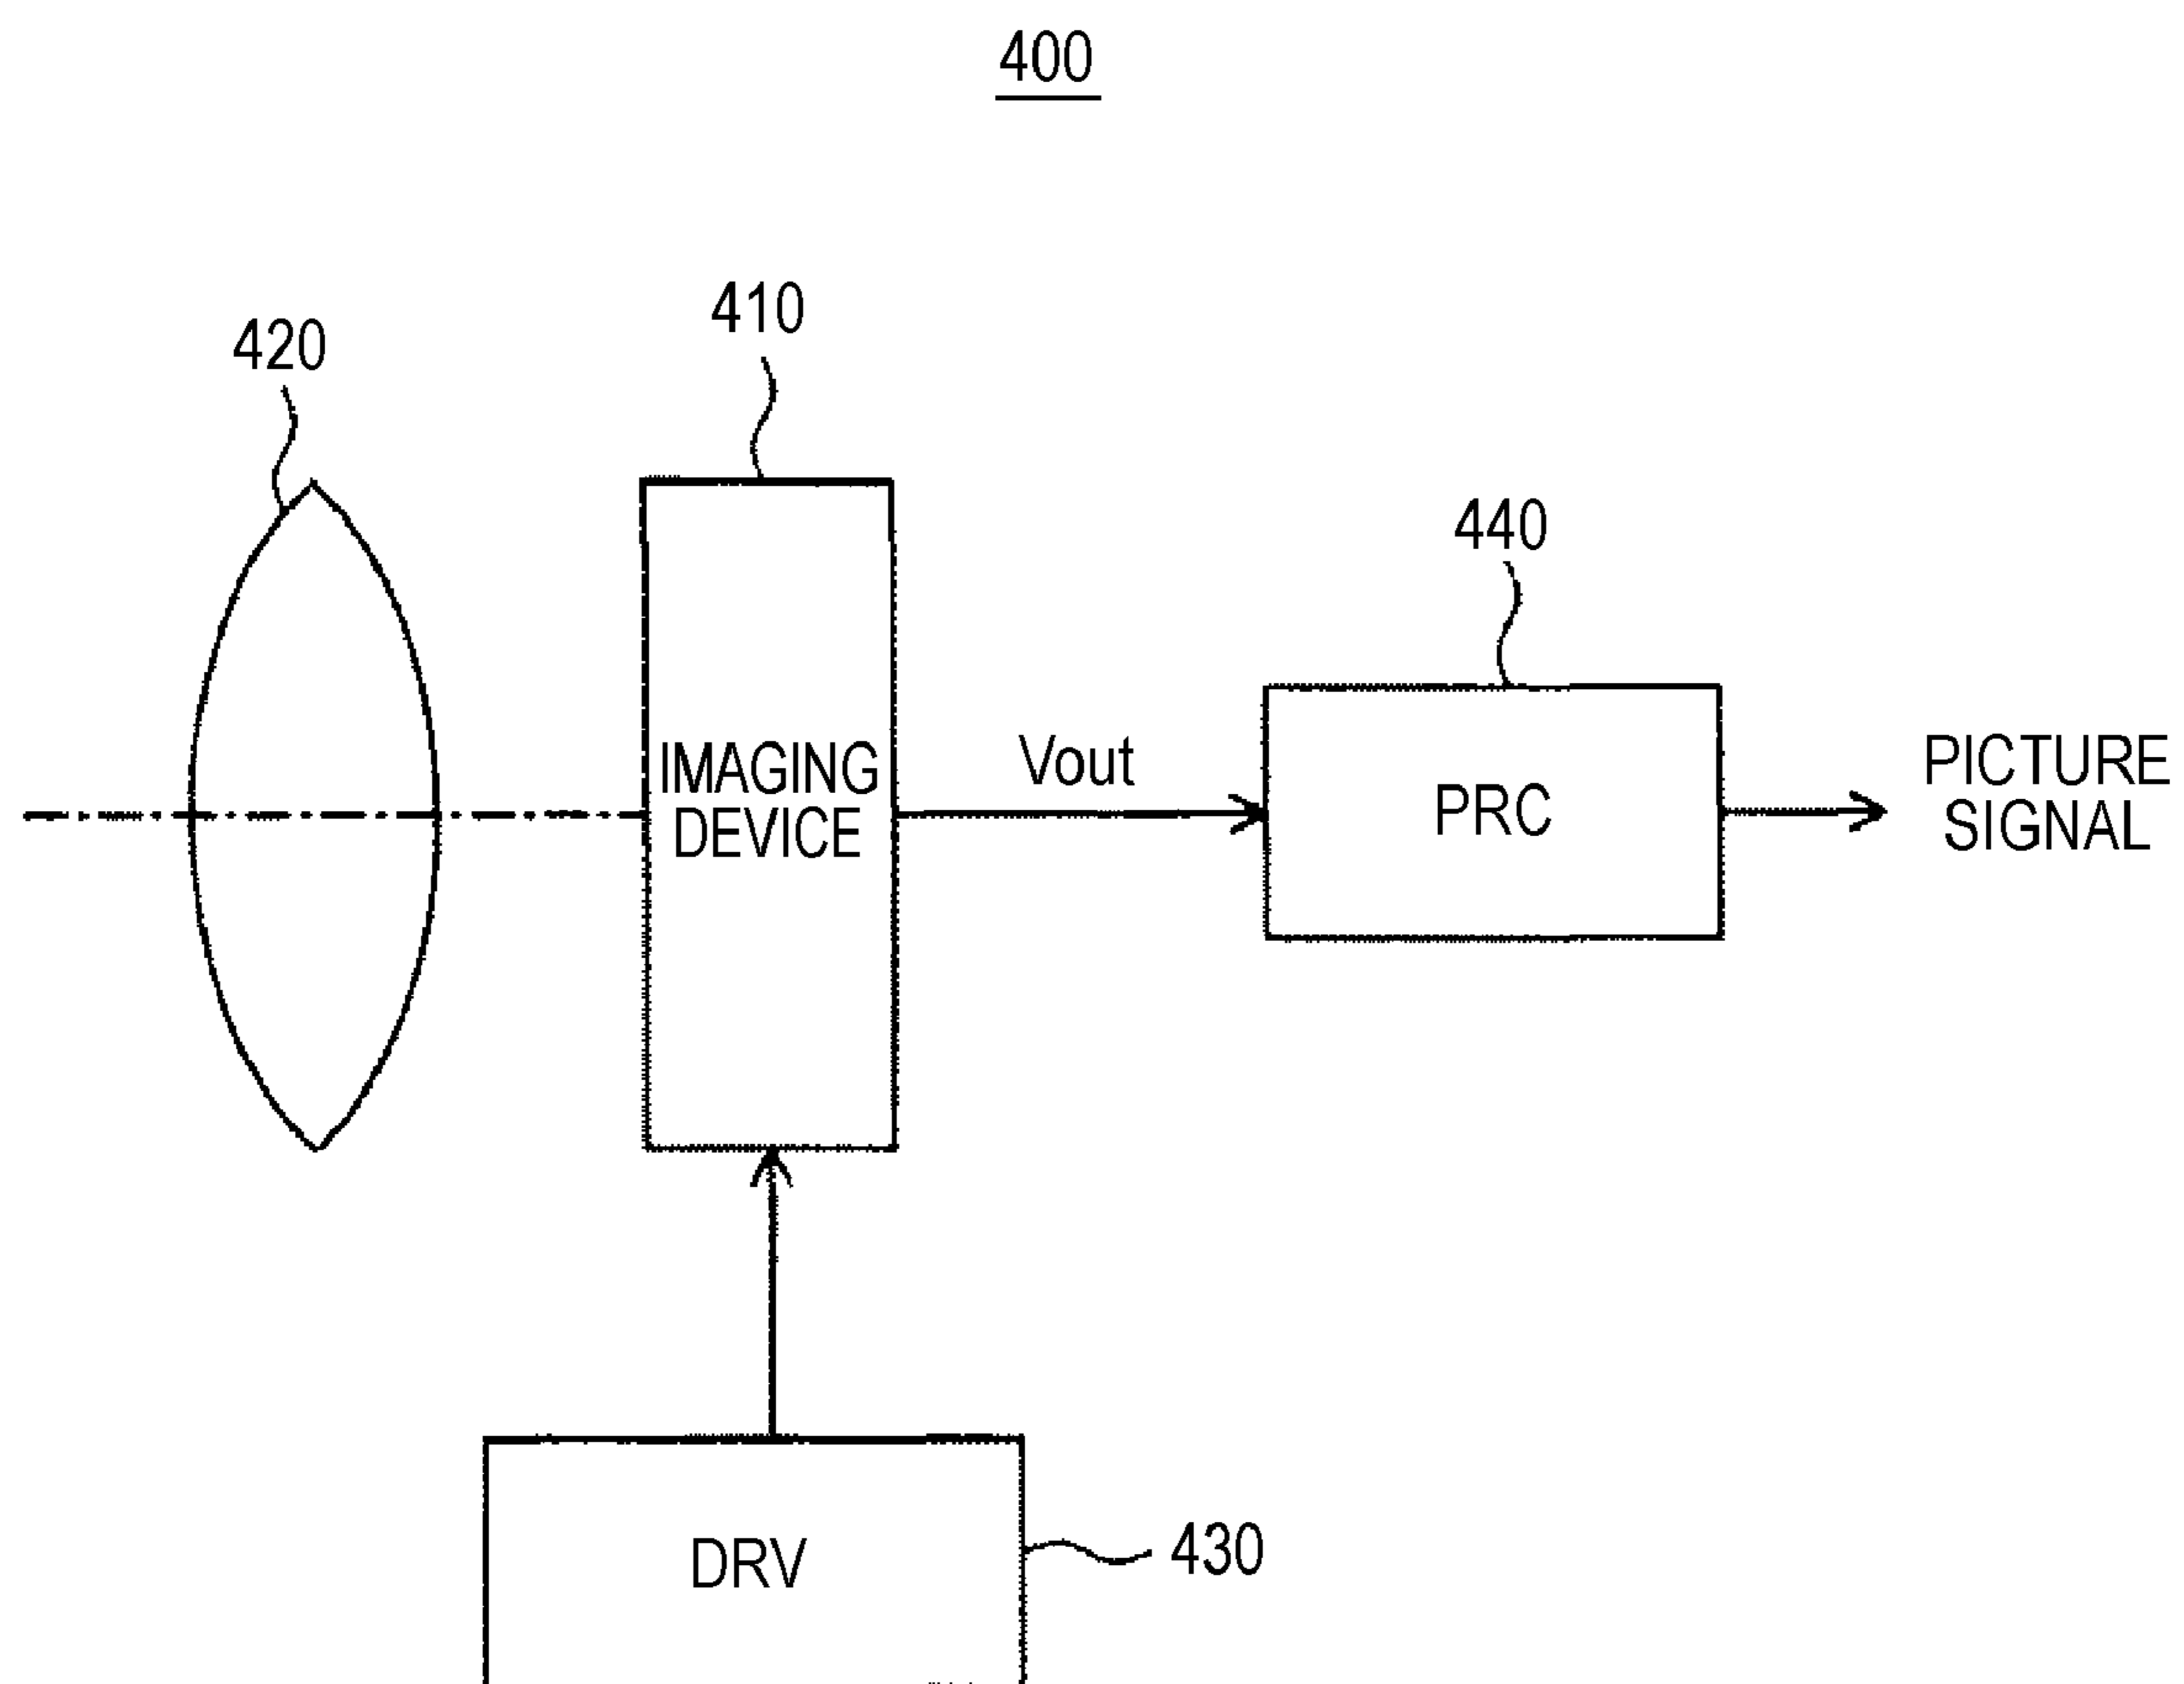 400
410
420
440
IMAGING
DEVICE
Vout
PRC
PICTURE
SIGNAL
DRV
430